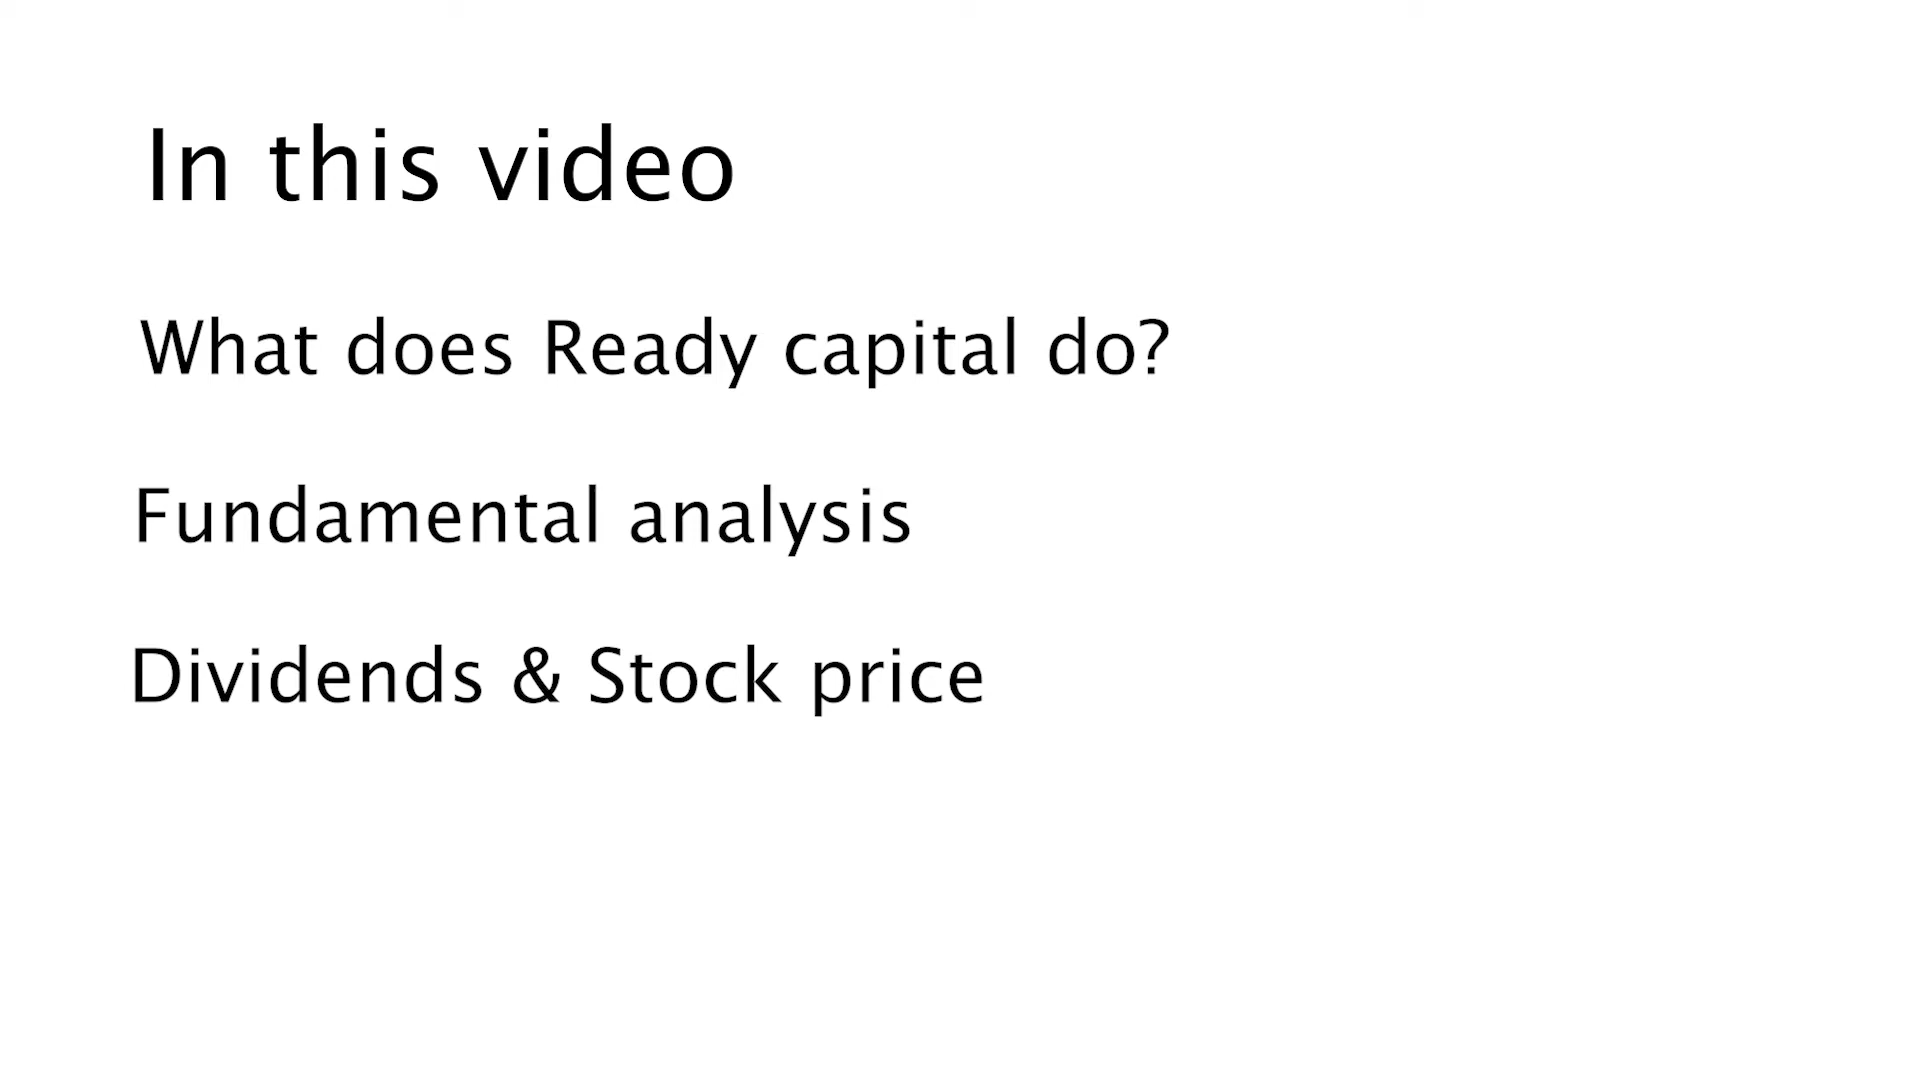 In this video
What does Ready capital do?
Fundamental analysis
Dividends & Stock price